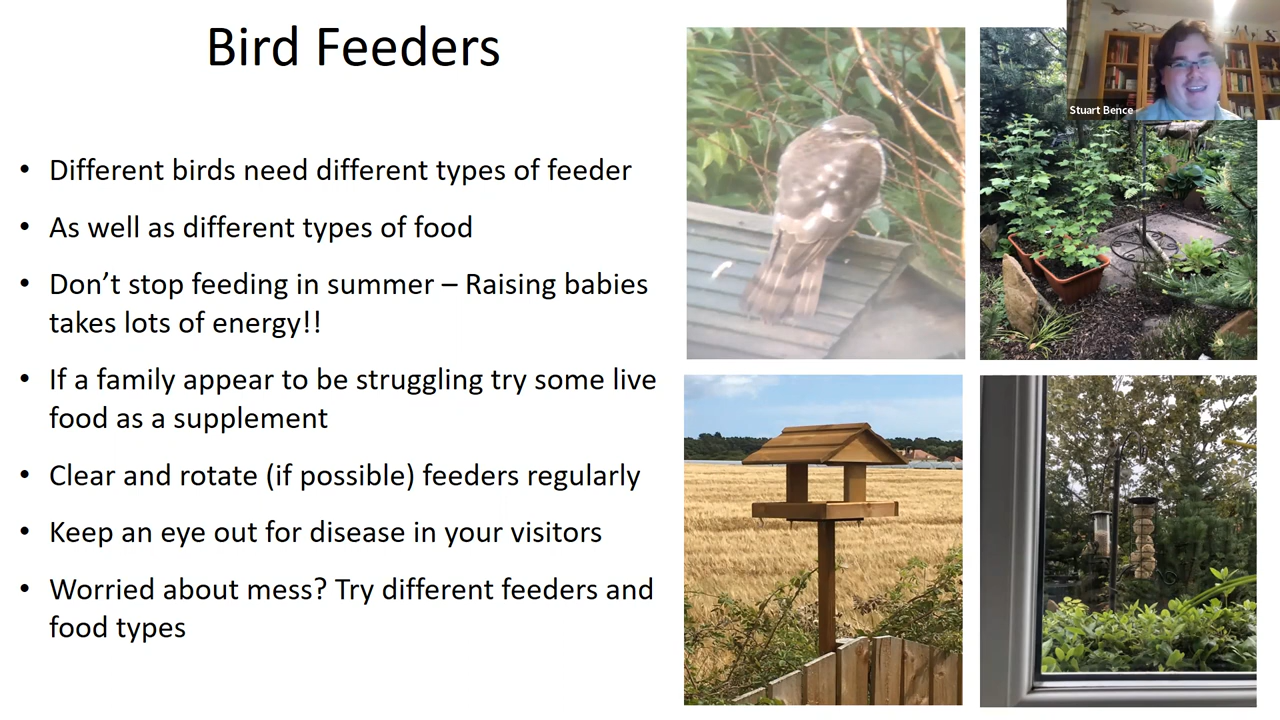 Bird Feeders
Stuart Bence
• Different birds need different types of feeder
• As well as different types of food
• Don’t stop feeding in summer – Raising babies
takes lots of energy!!
• If a family appear to be struggling try some live
food as a supplement
• Clear and rotate (if possible) feeders regularly
• Keep an eye out for disease in your visitors
• Worried about mess? Try different feeders and
food types